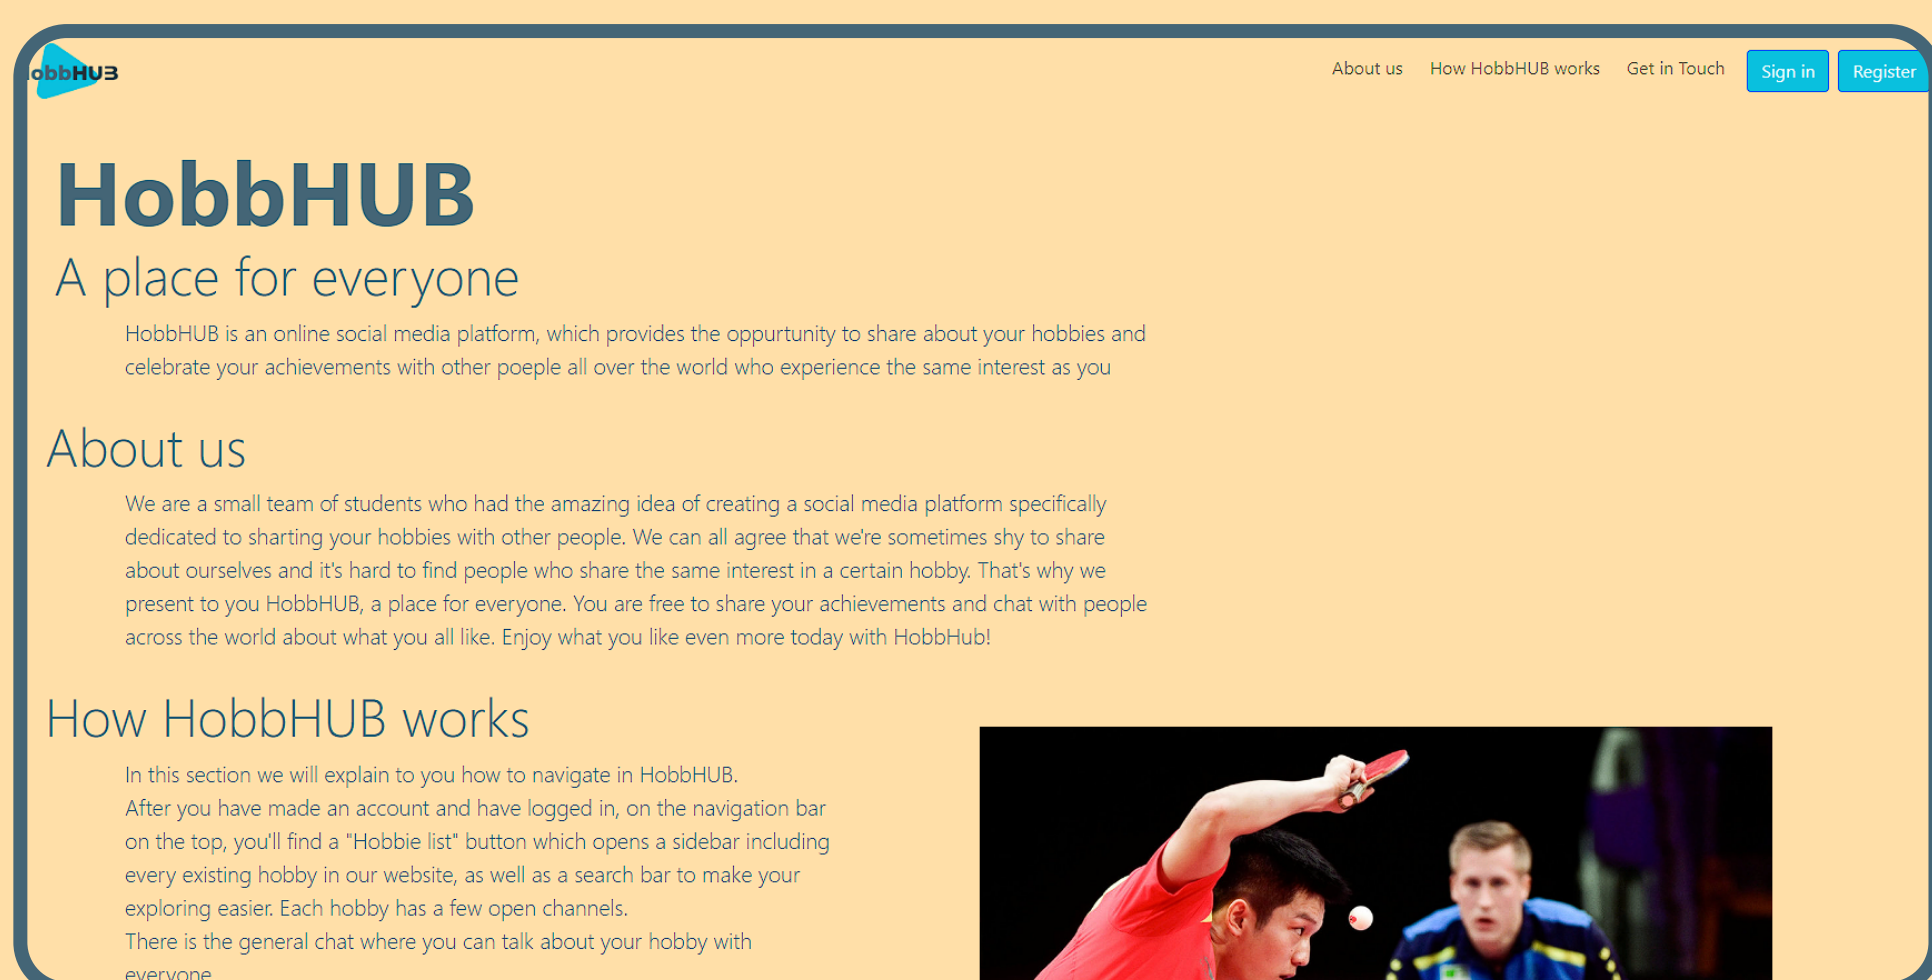 obbHUB
About us How HobbHUB works Get in Touch Sign in Register
HobbHUB
A place for everyone
HobbHUB is an online social media platform, which provides the oppurtunity to share about your hobbies and
celebrate your achievements with other poeple all over the world who experience the same interest as you
About us
We are a small team of students who had the amazing idea of creating a social media platform specifically
dedicated to sharting your hobbies with other people. We can all agree that we're sometimes shy to share
about ourselves and it's hard to find people who share the same interest in a certain hobby. That's why we
present to you HobbHUB, a place for everyone. You are free to share your achievements and chat with people
across the world about what you all like. Enjoy what you like even more today with HobbHub!
How HobbHUB works
In this section we will explain to you how to navigate in HobbHUB.
After you have made an account and have logged in, on the navigation bar
on the top, you'll find a "Hobbie list" button which opens a sidebar including
every existing hobby in our website, as well as a search bar to make your
exploring easier. Each hobby has a few open channels.
There is the general chat where you can talk about your hobby with
everyone